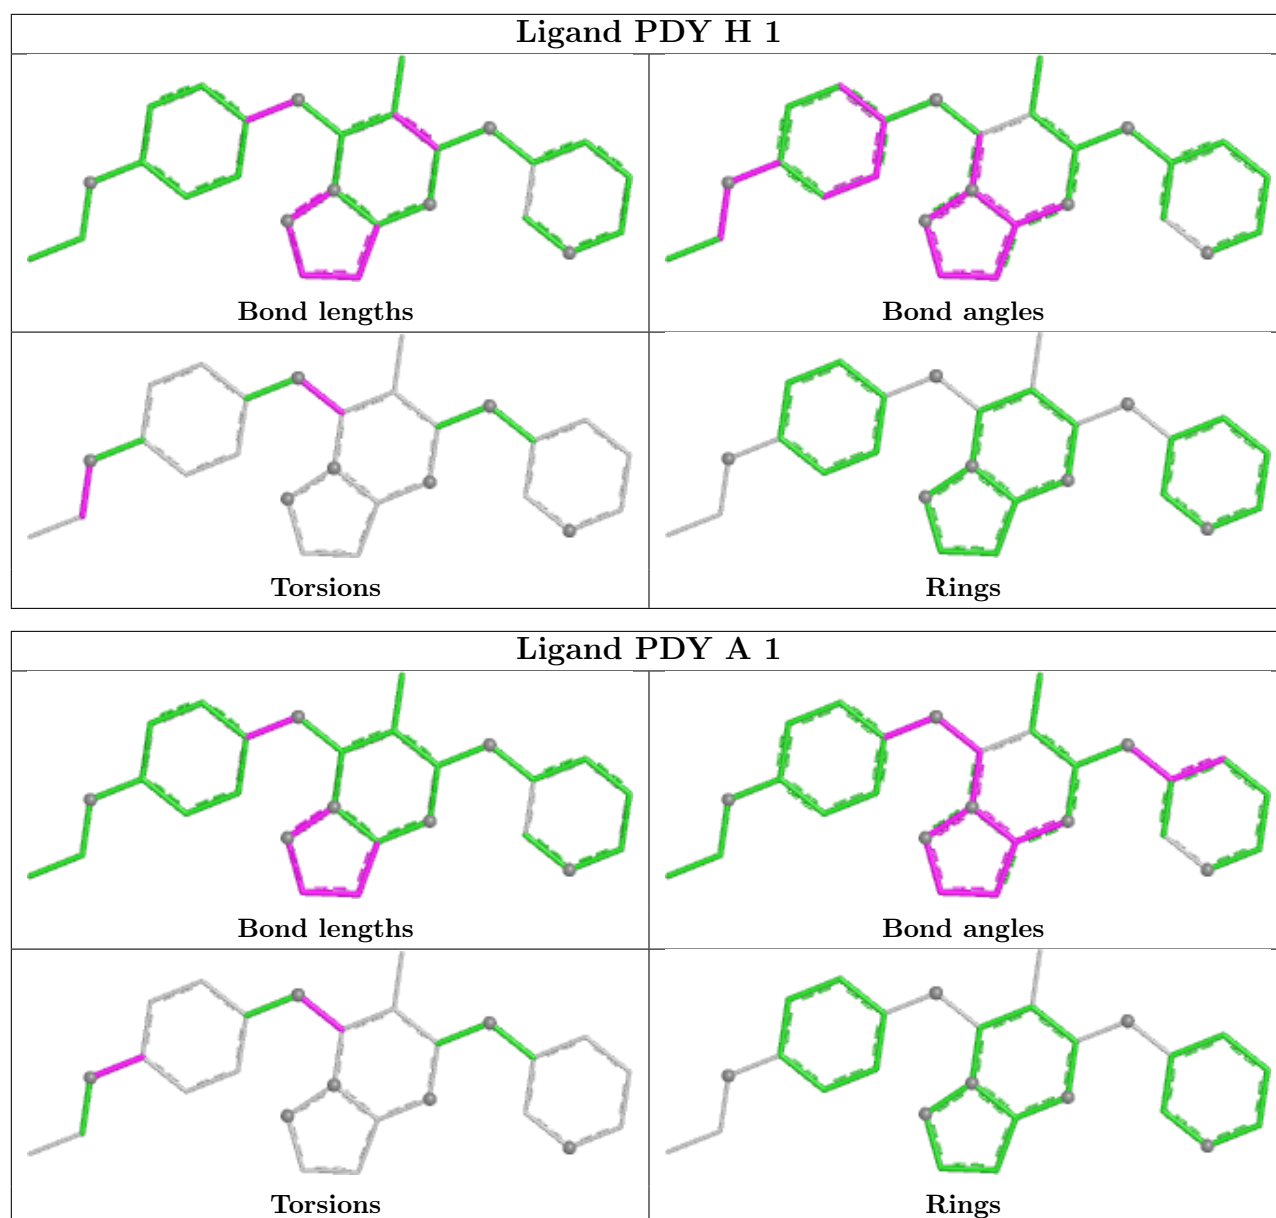 Ligand PDY H 1
Bond lengths
Bond angles
Torsions
Rings
Ligand PDY A 1
Bond lengths
Bond angles
Torsions
Rings